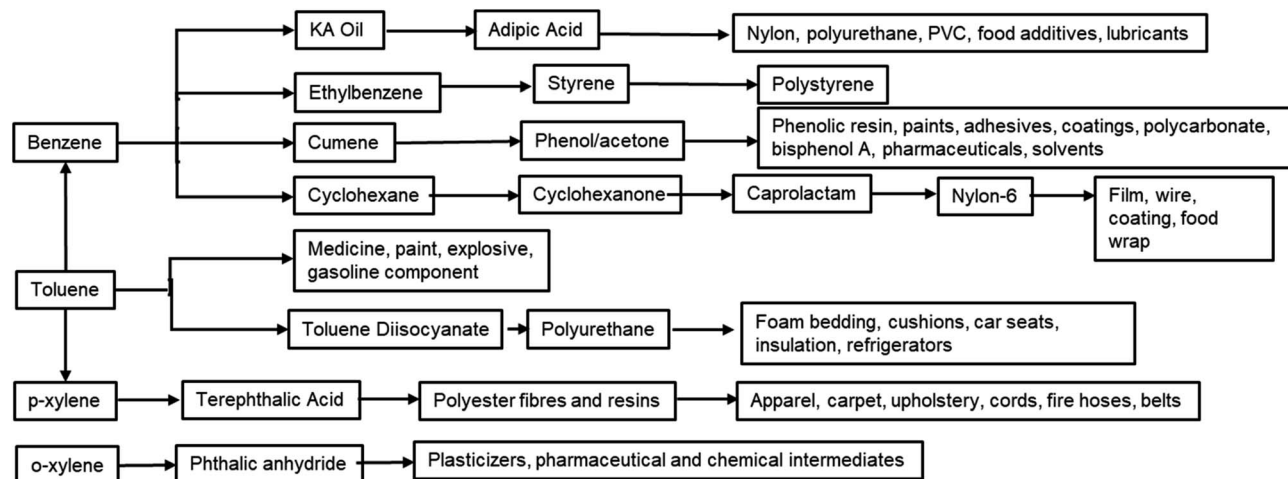 KA Oil
Adipic Acid
Nylon, polyurethane, PVC, food additives, lubricants
Ethylbenzene
Styrene
Polystyrene
Benzene
Cumene
Phenol/acetone
Phenolic resin, paints, adhesives, coatings, polycarbonate,
bisphenol A, pharmaceuticals, solvents
Cyclohexane
Cyclohexanone
Caprolactam
Nylon-6
Film, wire,
coating, food
wrap
Toluene
Medicine, paint, explosive,
gasoline component
Toluene Diisocyanate
Polyurethane
Foam bedding, cushions, car seats,
insulation, refrigerators
p-xylene
Terephthalic Acid
Polyester fibres and resins
Apparel, carpet, upholstery, cords, fire hoses, belts
o-xylene
Phthalic anhydride
Plasticizers, pharmaceutical and chemical intermediates